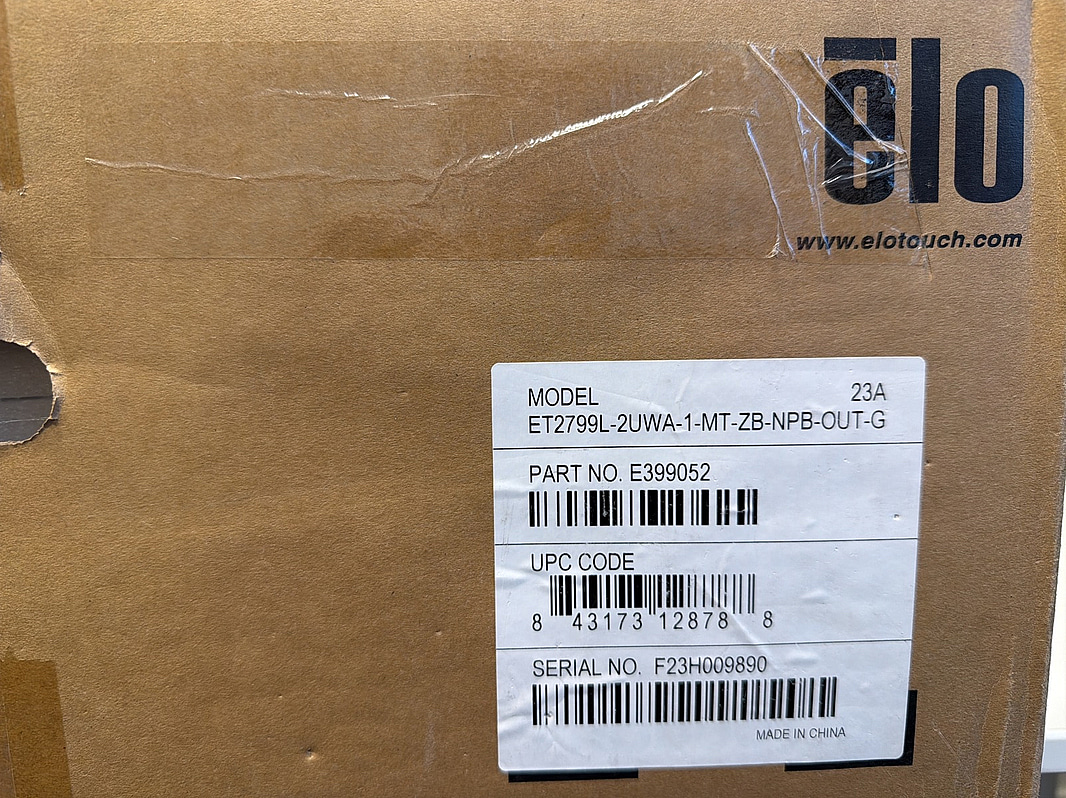 elo
www.elotouch.com
MODEL 23A
ET2799L-2UWA-1-MT-ZB-NPB-OUT-G
PART NO. E399052
UPC CODE
8 43173 12878 8
SERIAL NO. F23H009890
MADE IN CHINA